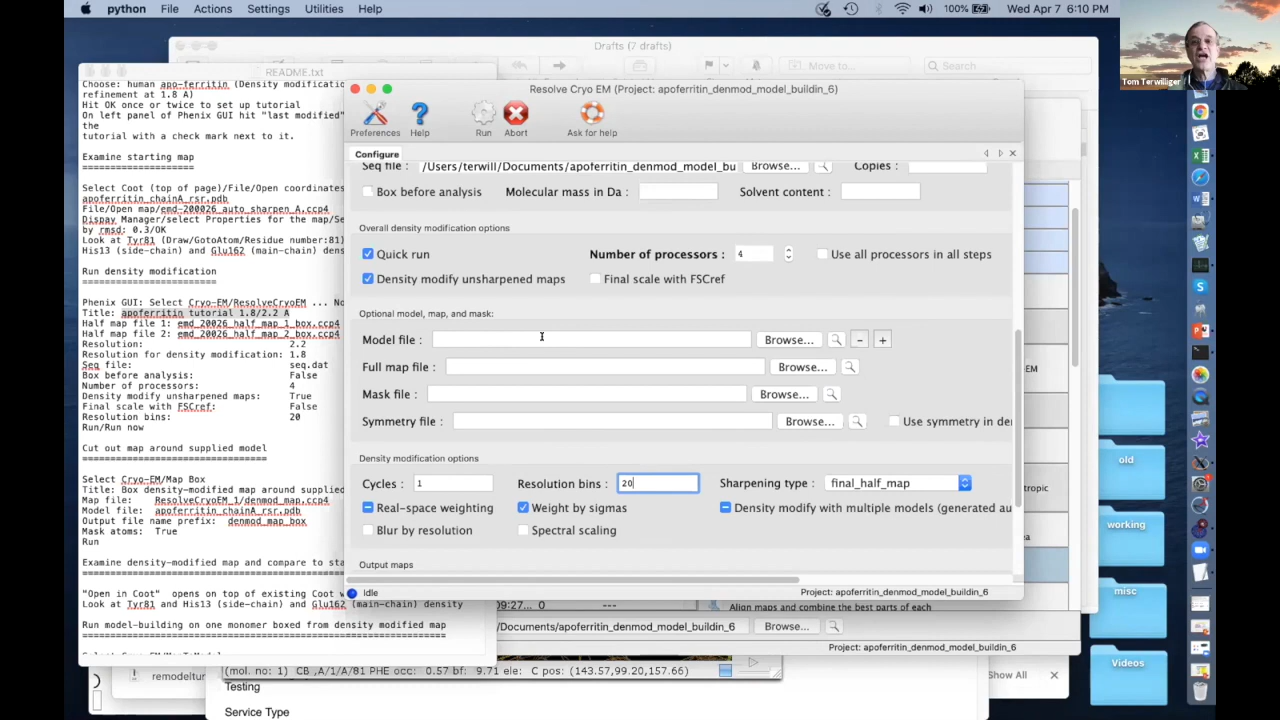 python File Actions Settings Utilities Help 100% Wed Apr 7 6:10 PM
Tom Terwilliger
Drafts (7 drafts)
Move to...
Search
README.txt
Choose: human apo-ferritin (Density modificatio
refinement at 1.8 A)
Hit OK once or twice to set up tutorial
On left panel of Phenix GUI hit "last modified"
the
tutorial with a check mark next to it.
Examine starting map
====================
Select Coot (top of page)/File/Open coordinates
apoferritin_chainA_rsr.pdb
File/Open map/emd-200026_auto_sharpen_A.ccp4
Dispay Manager/select Properties for the map/Se
by rmsd: 0.3/OK
Look at Tyr81 (Draw/GotoAtom/Residue number:81)
His13 (side-chain) and Glu162 (main-chain) dens
Run density modification
========================
Phenix GUI: Select Cryo-EM/ResolveCryoEM ... No
Title: apoferritin tutorial 1.8/2.2 A
Half map file 1: emd_20026_half_map_1_box.ccp4
Half map file 2: emd_20026_half_map_2_box.ccp4
Resolution: 2.2
Resolution for density modification: 1.8
Seq file: seq.dat
Box before analysis: False
Number of processors: 4
Density modify unsharpened maps: True
Final scale with FSCref: False
Resolution bins: 20
Run/Run now
Cut out map around supplied model
=================================
Select Cryo-EM/Map Box
Title: Box density-modified map around supplied
Map file: ResolveCryoEM_1/denmod_map.ccp4
Model file: apoferritin_chainA_rsr.pdb
Output file name prefix: denmod_map_box
Mask atoms: True
Run
Examine density-modified map and compare to sta
"Open in Coot" opens on top of existing Coot w
Look at Tyr81 and His13 (side-chain) and Glu162 (main-chain) density
Run model-building on one monomer boxed from density modified map
Resolve Cryo EM (Project: apoferritin_denmod_model_buildin_6)
Preferences Help Run Abort Ask for help
Configure
Seq file : /Users/terwill/Documents/apoferritin_denmod_model_bu Browse... Copies :
Box before analysis Molecular mass in Da : Solvent content :
Overall density modification options
Quick run Number of processors : 4 Use all processors in all steps
Density modify unsharpened maps Final scale with FSCref
Optional model, map, and mask:
Model file : Browse... - +
Full map file : Browse...
Mask file : Browse...
Symmetry file : Browse... Use symmetry in der
Density modification options
Cycles : 1 Resolution bins : 20 Sharpening type : final_half_map
Real-space weighting Weight by sigmas Density modify with multiple models (generated au
Blur by resolution Spectral scaling
Output maps
Idle Project: apoferritin_denmod_model_buildin_6
EM
tropic
ea
09:27... 0 --- Align maps and combine the best parts of each
/Documents/apoferritin_denmod_model_buildin_6 Browse...
Project: apoferritin_denmod_model_buildin_6
(mol. no: 1) CB ,A/1/A/81 PHE occ: 0.57 bf: 9.71 ele: C pos: (143.57,99.20,157.66)
remodeltur
Show All
Testing
Service Type
old
working
misc
Videos